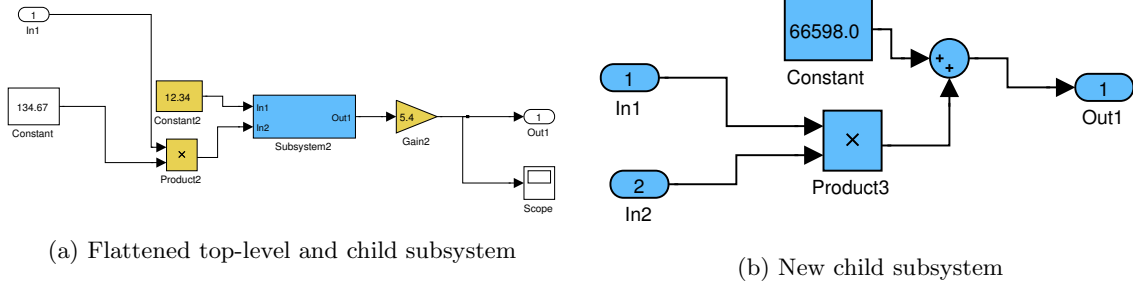 1
In1
134.67
Constant
12.34
Constant2
×
Product2
In1
In2
Out1
Subsystem2
5.4
Gain2
1
Out1
Scope
(a) Flattened top-level and child subsystem
66598.0
Constant
1
In1
2
In2
×
Product3
+
+
1
Out1
(b) New child subsystem